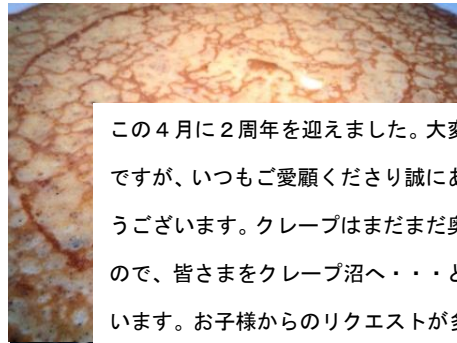 この４月に２周年を迎えました。大変
ですが、いつもご愛顧くださり誠にあ
うございます。クレープはまだまだ奥
ので、皆さまをクレープ沼へ・・・と
います。お子様からのリクエストが多